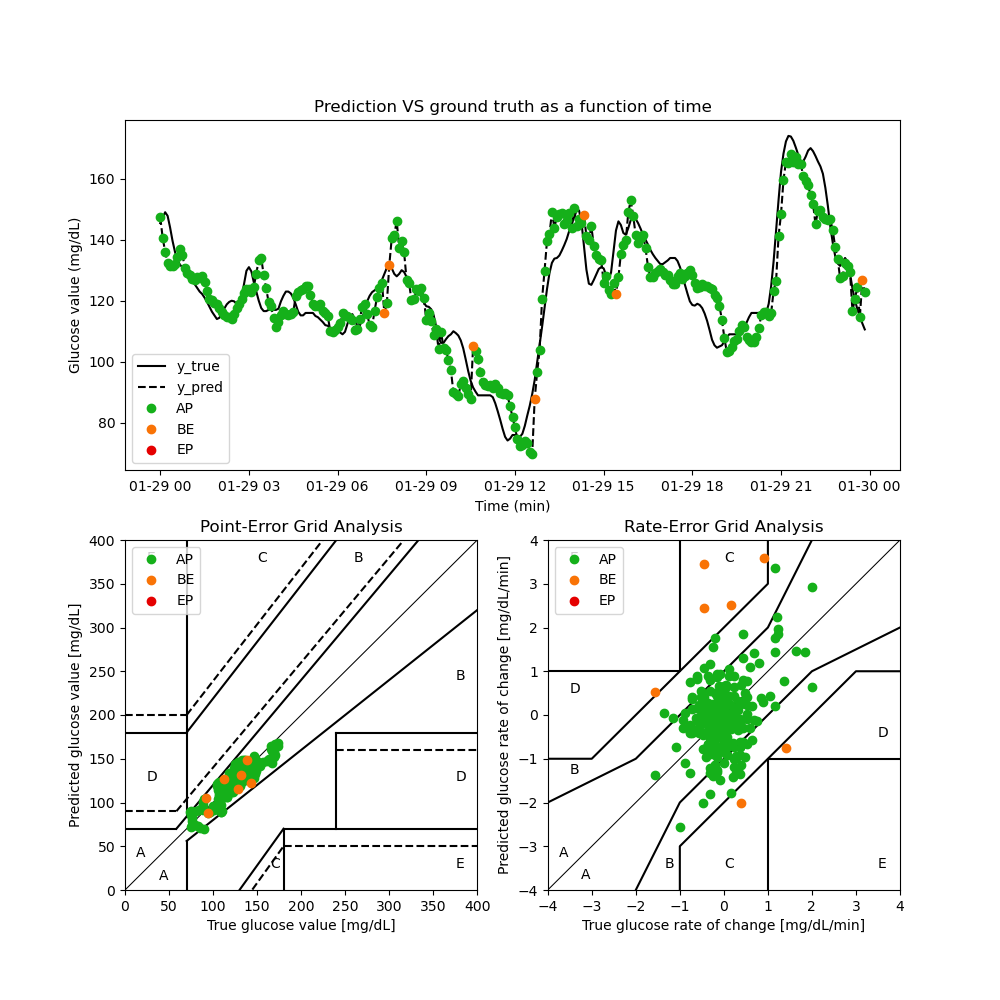 Prediction VS ground truth as a function of time
Glucose value (mg/dL)
160
140
120
100
80
y_true
y_pred
AP
BE
EP
01-29 00
01-29 03
01-29 06
01-29 09
01-29 12
01-29 15
01-29 18
01-29 21
01-30 00
Time (min)
Point-Error Grid Analysis
Predicted glucose value [mg/dL]
400
350
300
250
200
150
100
50
0
AP
BE
EP
C
B
B
D
D
A
A
C
E
0
50
100
150
200
250
300
350
400
True glucose value [mg/dL]
Rate-Error Grid Analysis
Predicted glucose rate of change [mg/dL/min]
4
3
2
1
0
−1
−2
−3
−4
AP
BE
EP
C
D
D
B
A
A
B
C
E
−4
−3
−2
−1
0
1
2
3
4
True glucose rate of change [mg/dL/min]